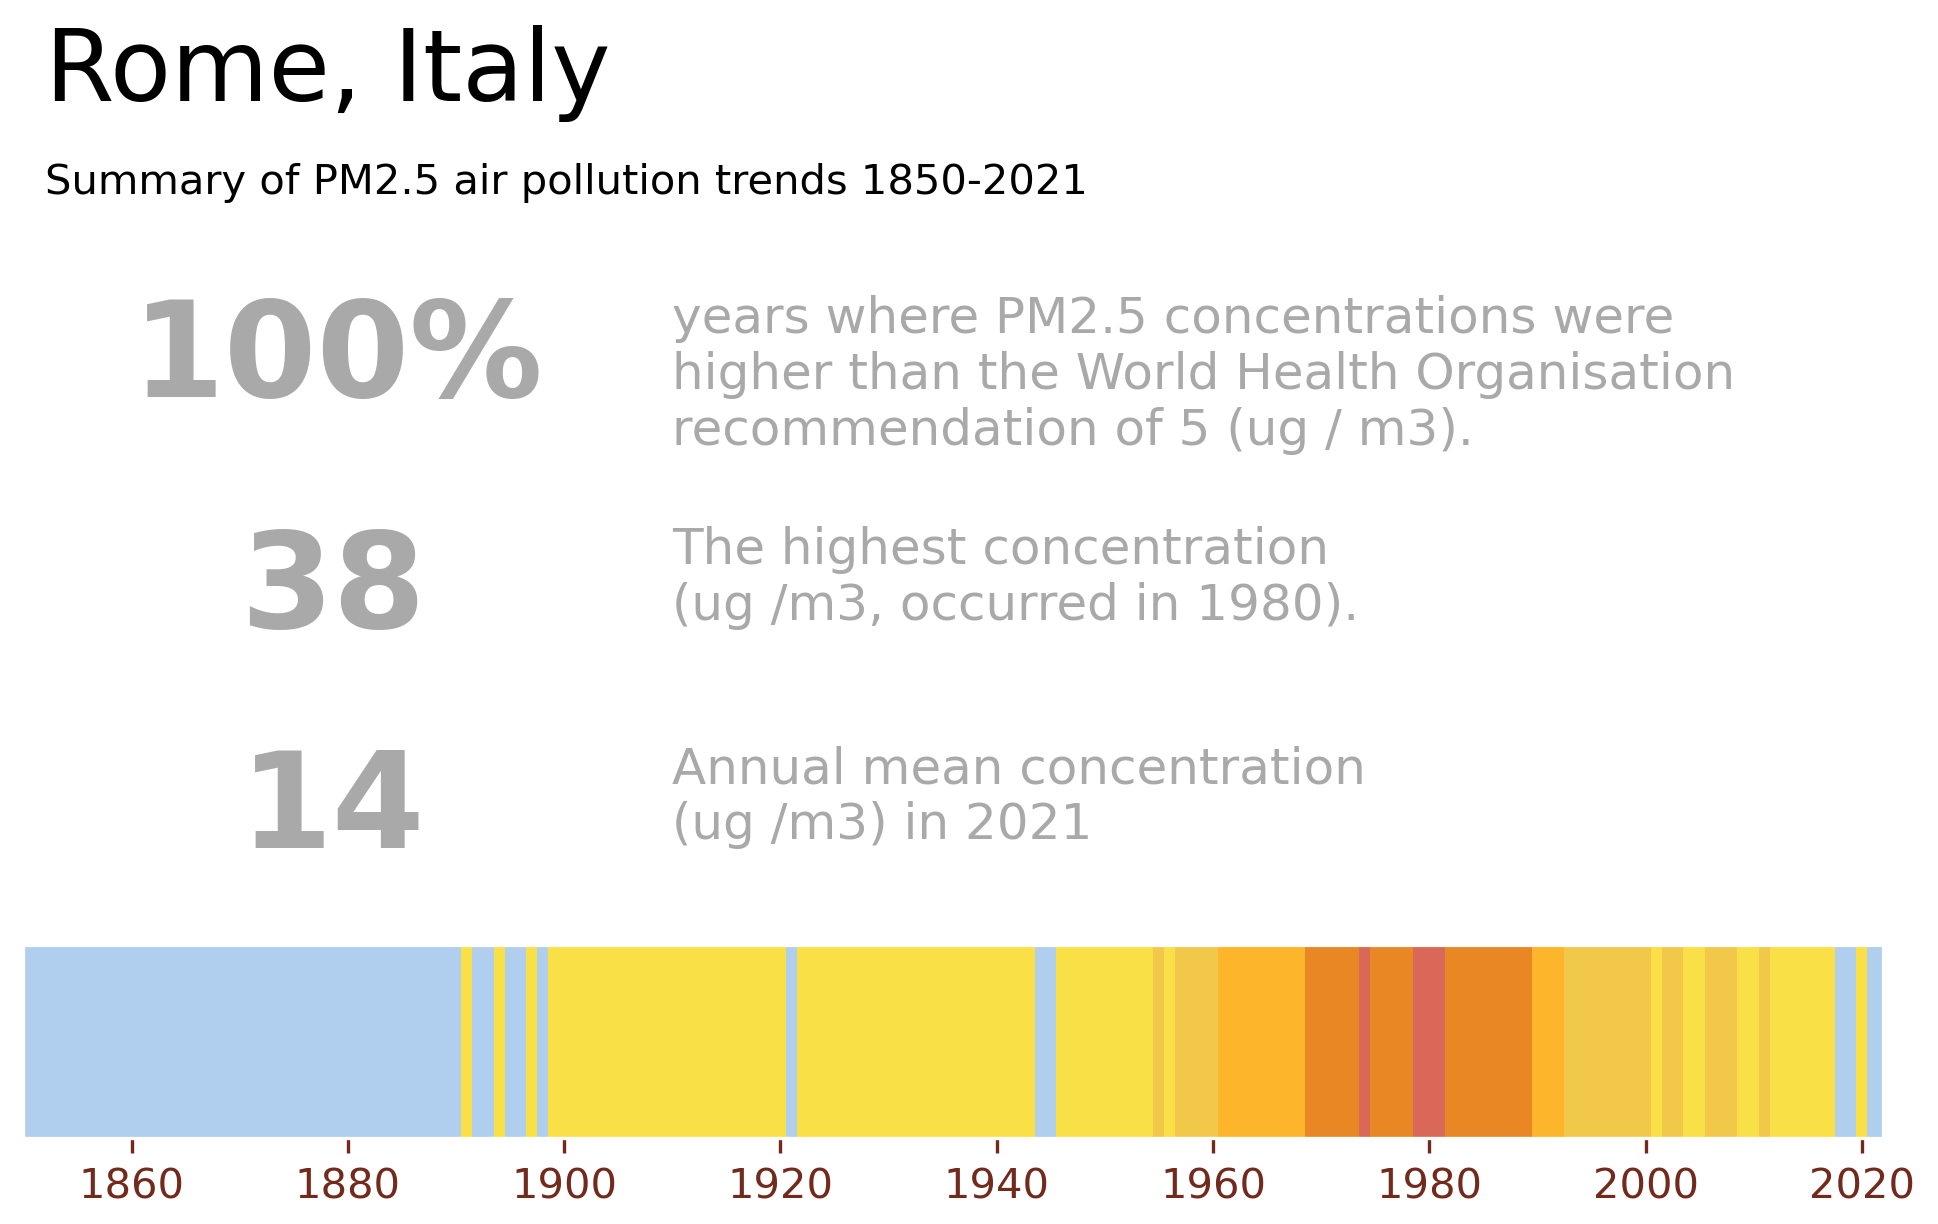 Rome, Italy
Summary of PM2.5 air pollution trends 1850-2021
100%
years where PM2.5 concentrations were
higher than the World Health Organisation
recommendation of 5 (ug / m3).
38
The highest concentration
(ug /m3, occurred in 1980).
14
Annual mean concentration
(ug /m3) in 2021
1860 1880 1900 1920 1940 1960 1980 2000 2020